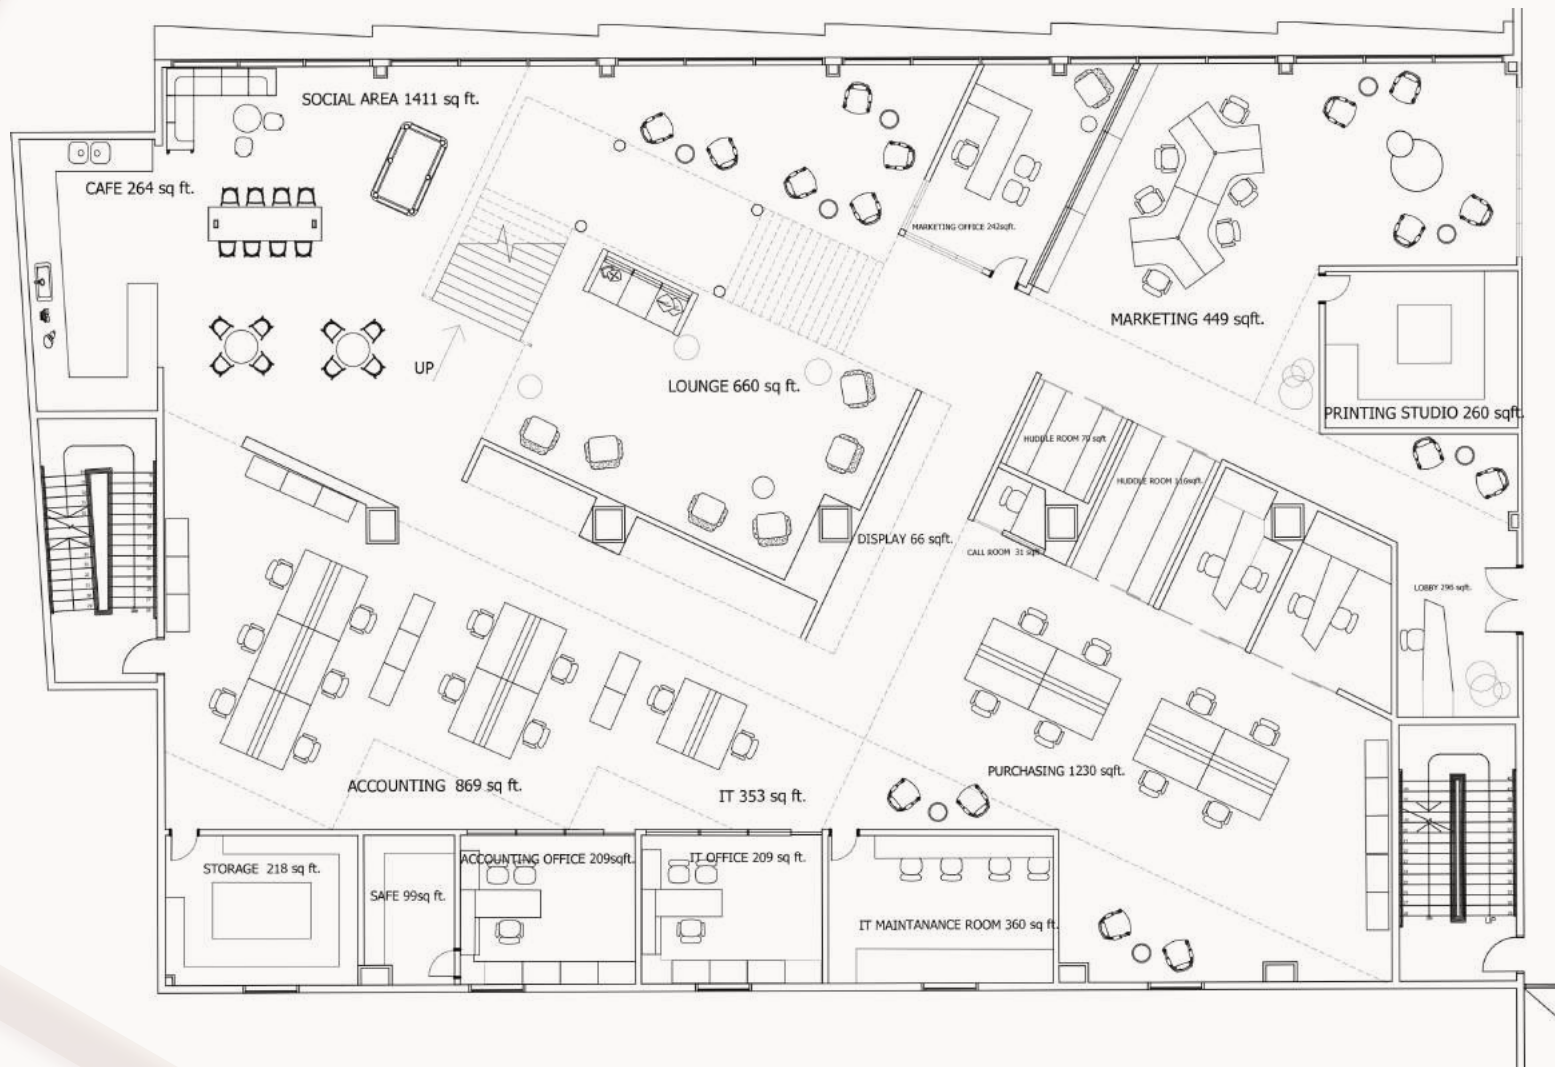 SOCIAL AREA 1411 sq ft.
CAFE 264 sq ft.
MARKETING OFFICE 242sqft.
MARKETING 449 sqft.
UP
LOUNGE 660 sq ft.
PRINTING STUDIO 260 sqft.
HUDDLE ROOM 70 sqft
HUDDLE ROOM 116sqft.
DISPLAY 66 sqft.
CALL ROOM 31 sqft
LOBBY 296 sqft.
PURCHASING 1230 sqft.
ACCOUNTING 869 sq ft.
IT 353 sq ft.
STORAGE 218 sq ft.
ACCOUNTING OFFICE 209sqft.
IT OFFICE 209 sq ft.
SAFE 99sq ft.
IT MAINTANANCE ROOM 360 sq ft.
UP